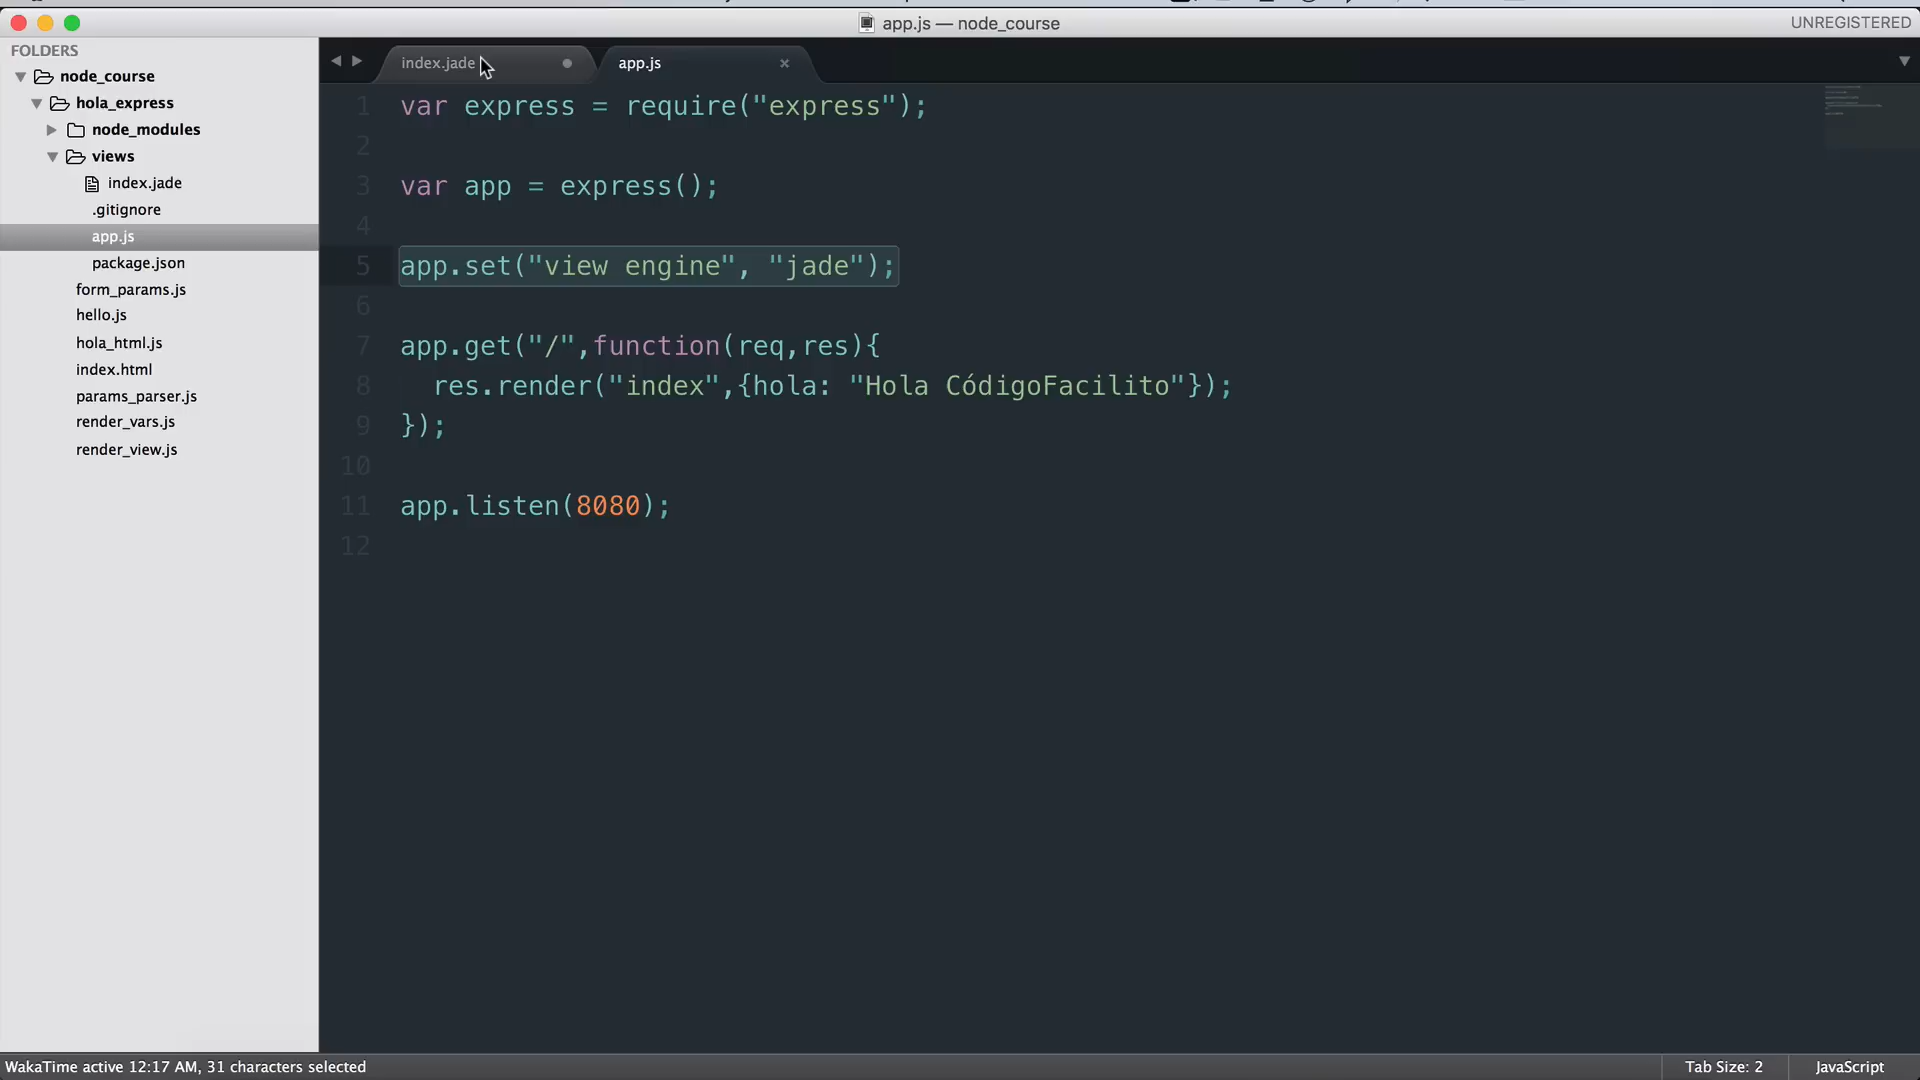 app.js — node_course
UNREGISTERED
FOLDERS
node_course
hola_express
node_modules
views
index.jade
.gitignore
app.js
package.json
form_params.js
hello.js
hola_html.js
index.html
params_parser.js
render_vars.js
render_view.js
index.jade
app.js
1 var express = require("express");
2
3 var app = express();
4
5 app.set("view engine", "jade");
6
7 app.get("/",function(req,res){
8 res.render("index",{hola: "Hola CódigoFacilito"});
9 });
10
11 app.listen(8080);
12
WakaTime active 12:17 AM, 31 characters selected
Tab Size: 2
JavaScript